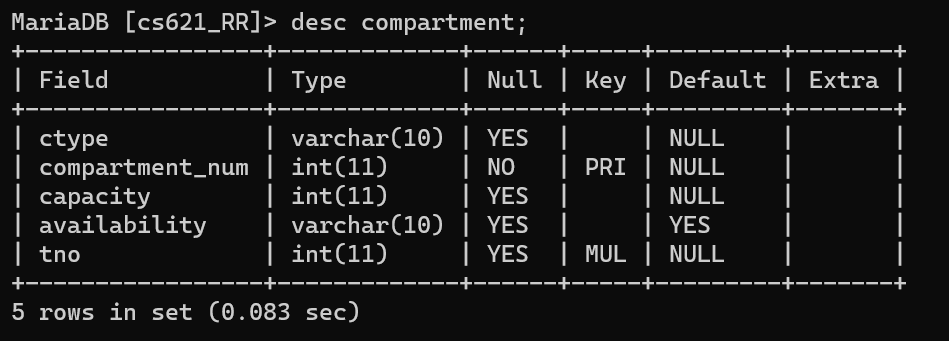 MariaDB [cs621_RR]> desc compartment;
+-----------------+-------------+------+-----+---------+-------+
| Field           | Type        | Null | Key | Default | Extra |
+-----------------+-------------+------+-----+---------+-------+
| ctype           | varchar(10) | YES  |     | NULL    |       |
| compartment_num | int(11)     | NO   | PRI | NULL    |       |
| capacity        | int(11)     | YES  |     | NULL    |       |
| availability    | varchar(10) | YES  |     | YES     |       |
| tno             | int(11)     | YES  | MUL | NULL    |       |
+-----------------+-------------+------+-----+---------+-------+
5 rows in set (0.083 sec)